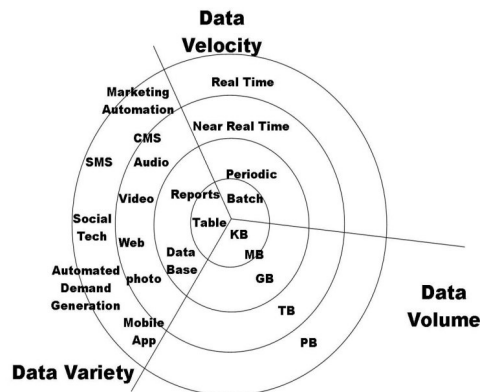 Data
Velocity
Real Time
Marketing
Automation
Near Real Time
CMS
SMS
Audio
Periodic
Reports
Batch
Video
Social
Tech
Table
KB
Web
MB
Data
Base
Automated
Demand
Generation
photo
GB
Data
Volume
TB
Mobile
App
PB
Data Variety